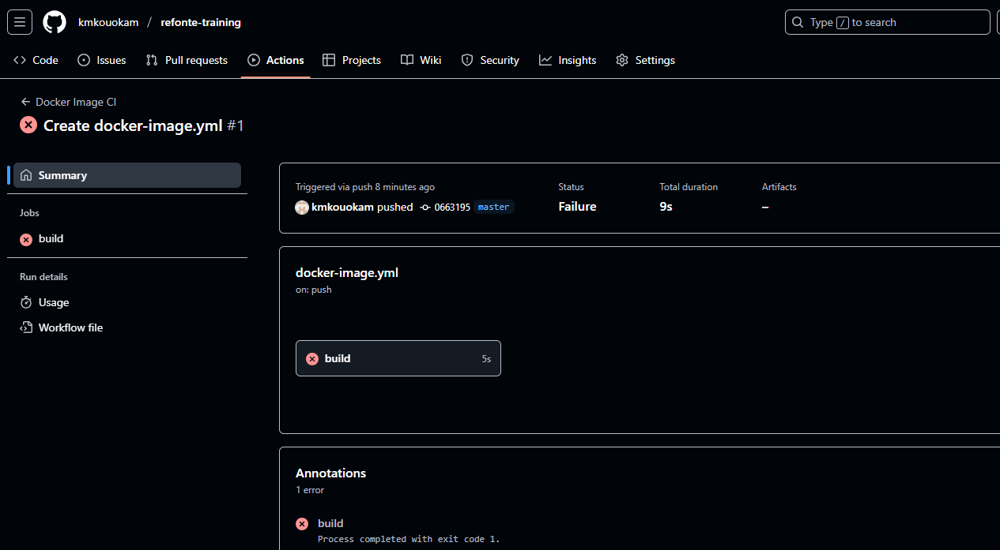 kmkouokam / refonte-training
Type / to search
Code Issues Pull requests Actions Projects Wiki Security Insights Settings
Docker Image CI
Create docker-image.yml #1
Summary
Jobs
build
Run details
Usage
Workflow file
Triggered via push 8 minutes ago
kmkouokam pushed 0663195 master
Status
Failure
Total duration
9s
Artifacts
–
docker-image.yml
on: push
build 5s
Annotations
1 error
build
Process completed with exit code 1.